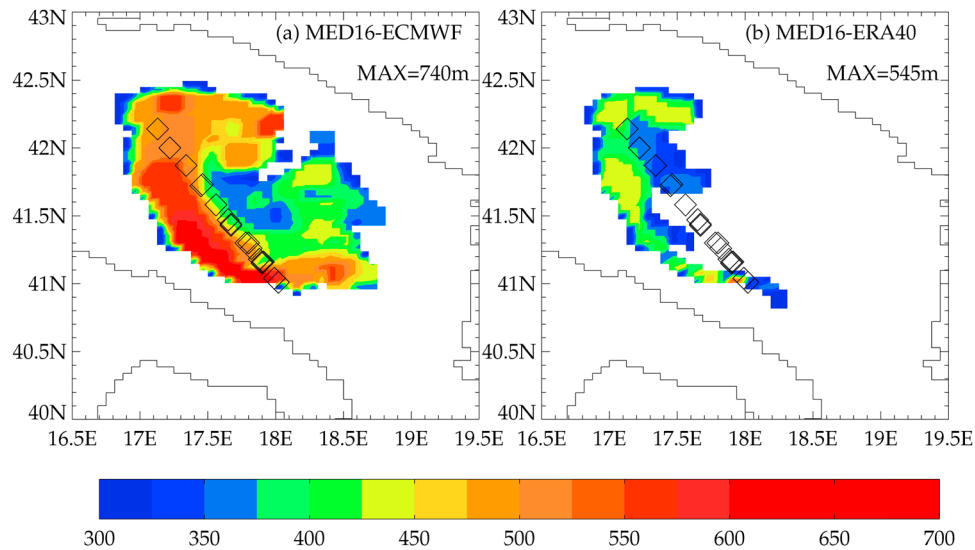 43N
42.5N
42N
41.5N
41N
40.5N
40N
16.5E 17E 17.5E 18E 18.5E 19E 19.5E
(a) MED16-ECMWF
MAX=740m
43N
42.5N
42N
41.5N
41N
40.5N
40N
16.5E 17E 17.5E 18E 18.5E 19E 19.5E
(b) MED16-ERA40
MAX=545m
300 350 400 450 500 550 600 650 700